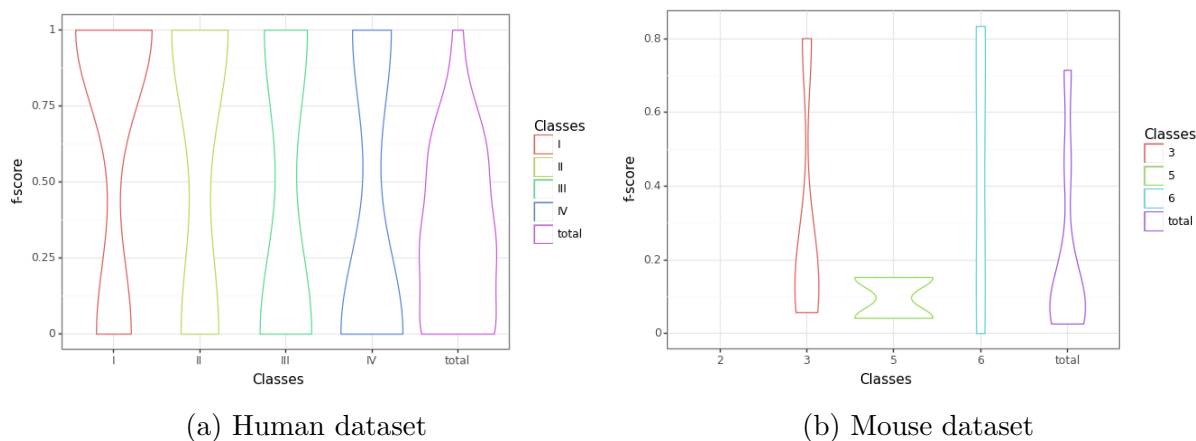 1
0.75
0.50
0.25
0
f-score
I
II
III
IV
total
Classes
Classes
I
II
III
IV
total
(a) Human dataset
0.8
0.6
0.4
0.2
0
f-score
2
3
5
6
total
Classes
Classes
3
5
6
total
(b) Mouse dataset